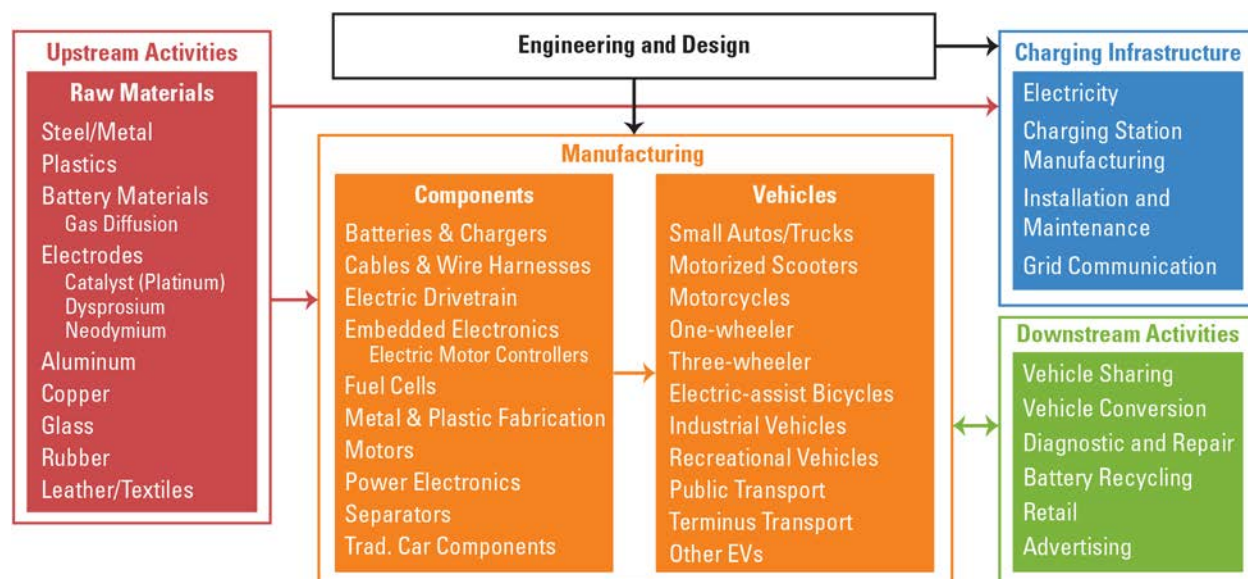 Engineering and Design
Upstream Activities
Raw Materials
Steel/Metal
Plastics
Battery Materials
Gas Diffusion
Electrodes
Catalyst (Platinum)
Dysprosium
Neodymium
Aluminum
Copper
Glass
Rubber
Leather/Textiles
Manufacturing
Components
Batteries & Chargers
Cables & Wire Harnesses
Electric Drivetrain
Embedded Electronics
Electric Motor Controllers
Fuel Cells
Metal & Plastic Fabrication
Motors
Power Electronics
Separators
Trad. Car Components
Vehicles
Small Autos/Trucks
Motorized Scooters
Motorcycles
One-wheeler
Three-wheeler
Electric-assist Bicycles
Industrial Vehicles
Recreational Vehicles
Public Transport
Terminus Transport
Other EVs
Charging Infrastructure
Electricity
Charging Station
Manufacturing
Installation and
Maintenance
Grid Communication
Downstream Activities
Vehicle Sharing
Vehicle Conversion
Diagnostic and Repair
Battery Recycling
Retail
Advertising